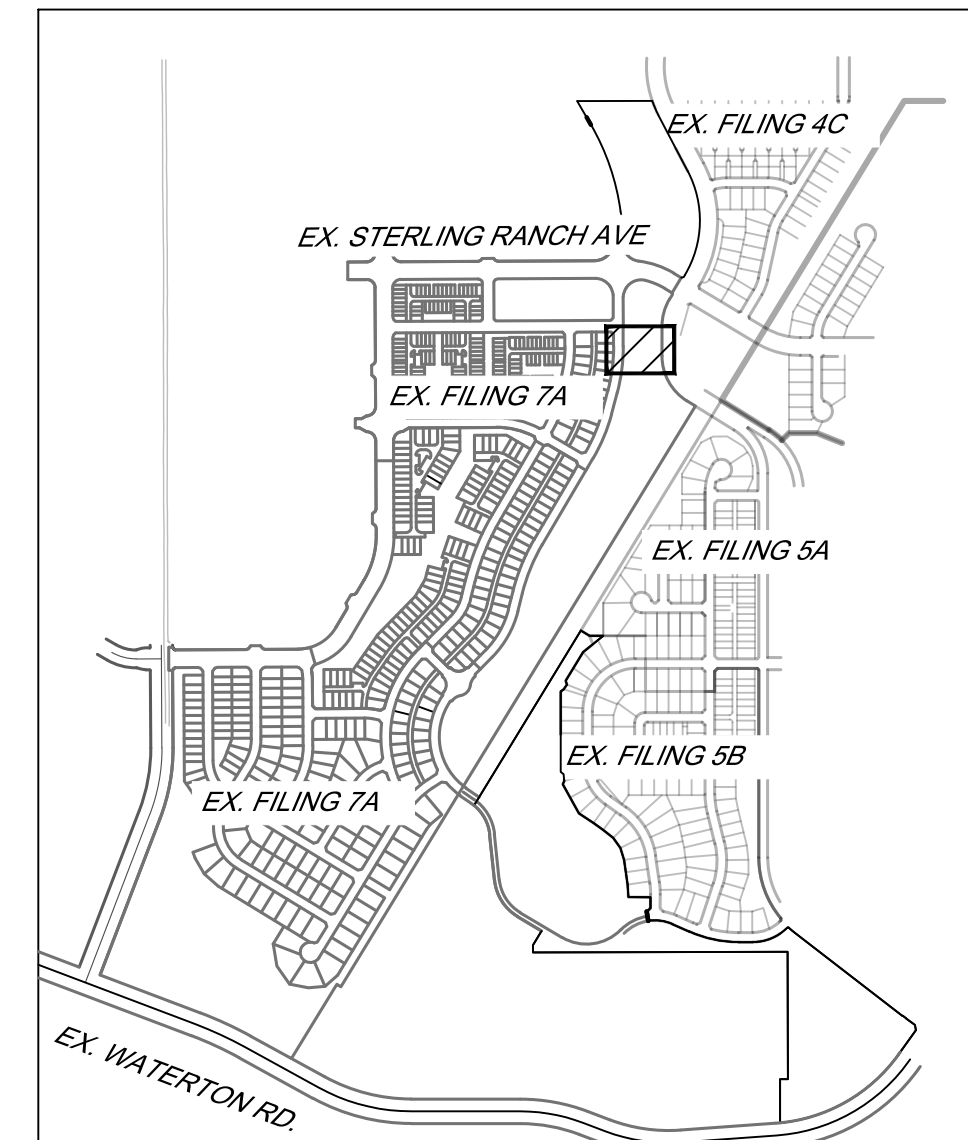 EX. FILING 4C
EX. STERLING RANCH AVE
EX. FILING 7A
EX. FILING 5A
EX. FILING 5B
EX. FILING 7A
EX. WATERTON RD.